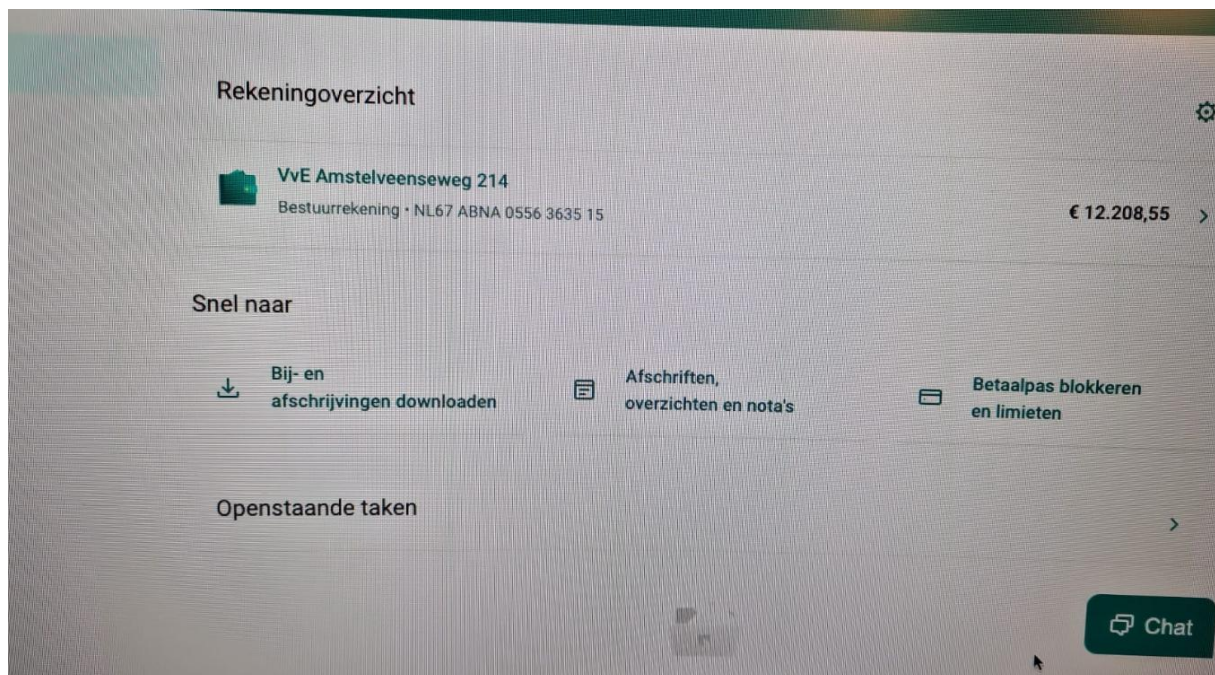 Rekeningoverzicht
VvE Amstelveenseweg 214
Bestuurrekening • NL67 ABNA 0556 3635 15
€ 12.208,55
Snel naar
Bij- en
afschrijvingen downloaden
Afschriften,
overzichten en nota's
Betaalpas blokkeren
en limieten
Openstaande taken
Chat